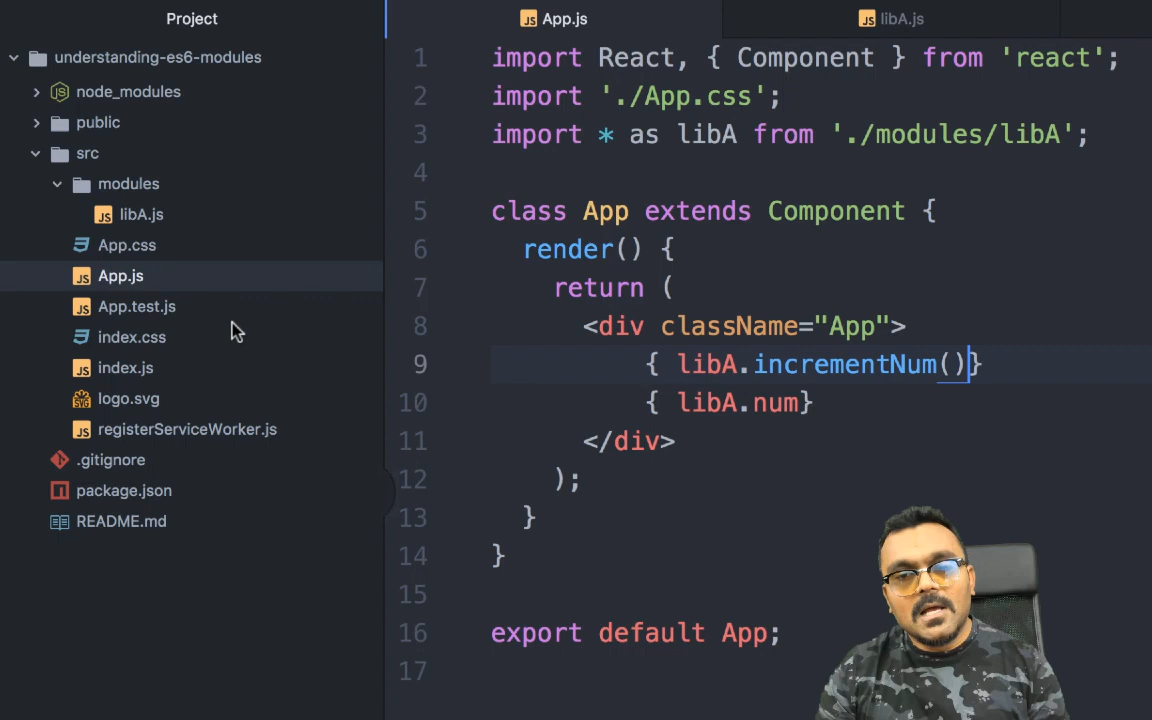 Project
understanding-es6-modules
node_modules
public
src
modules
libA.js
App.css
App.js
App.test.js
index.css
index.js
logo.svg
registerServiceWorker.js
.gitignore
package.json
README.md
App.js
libA.js
1 import React, { Component } from 'react';
2 import './App.css';
3 import * as libA from './modules/libA';
4
5 class App extends Component {
6 render() {
7 return (
8 <div className="App">
9 { libA.incrementNum()}
10 { libA.num}
11 </div>
12 );
13 }
14 }
15
16 export default App;
17